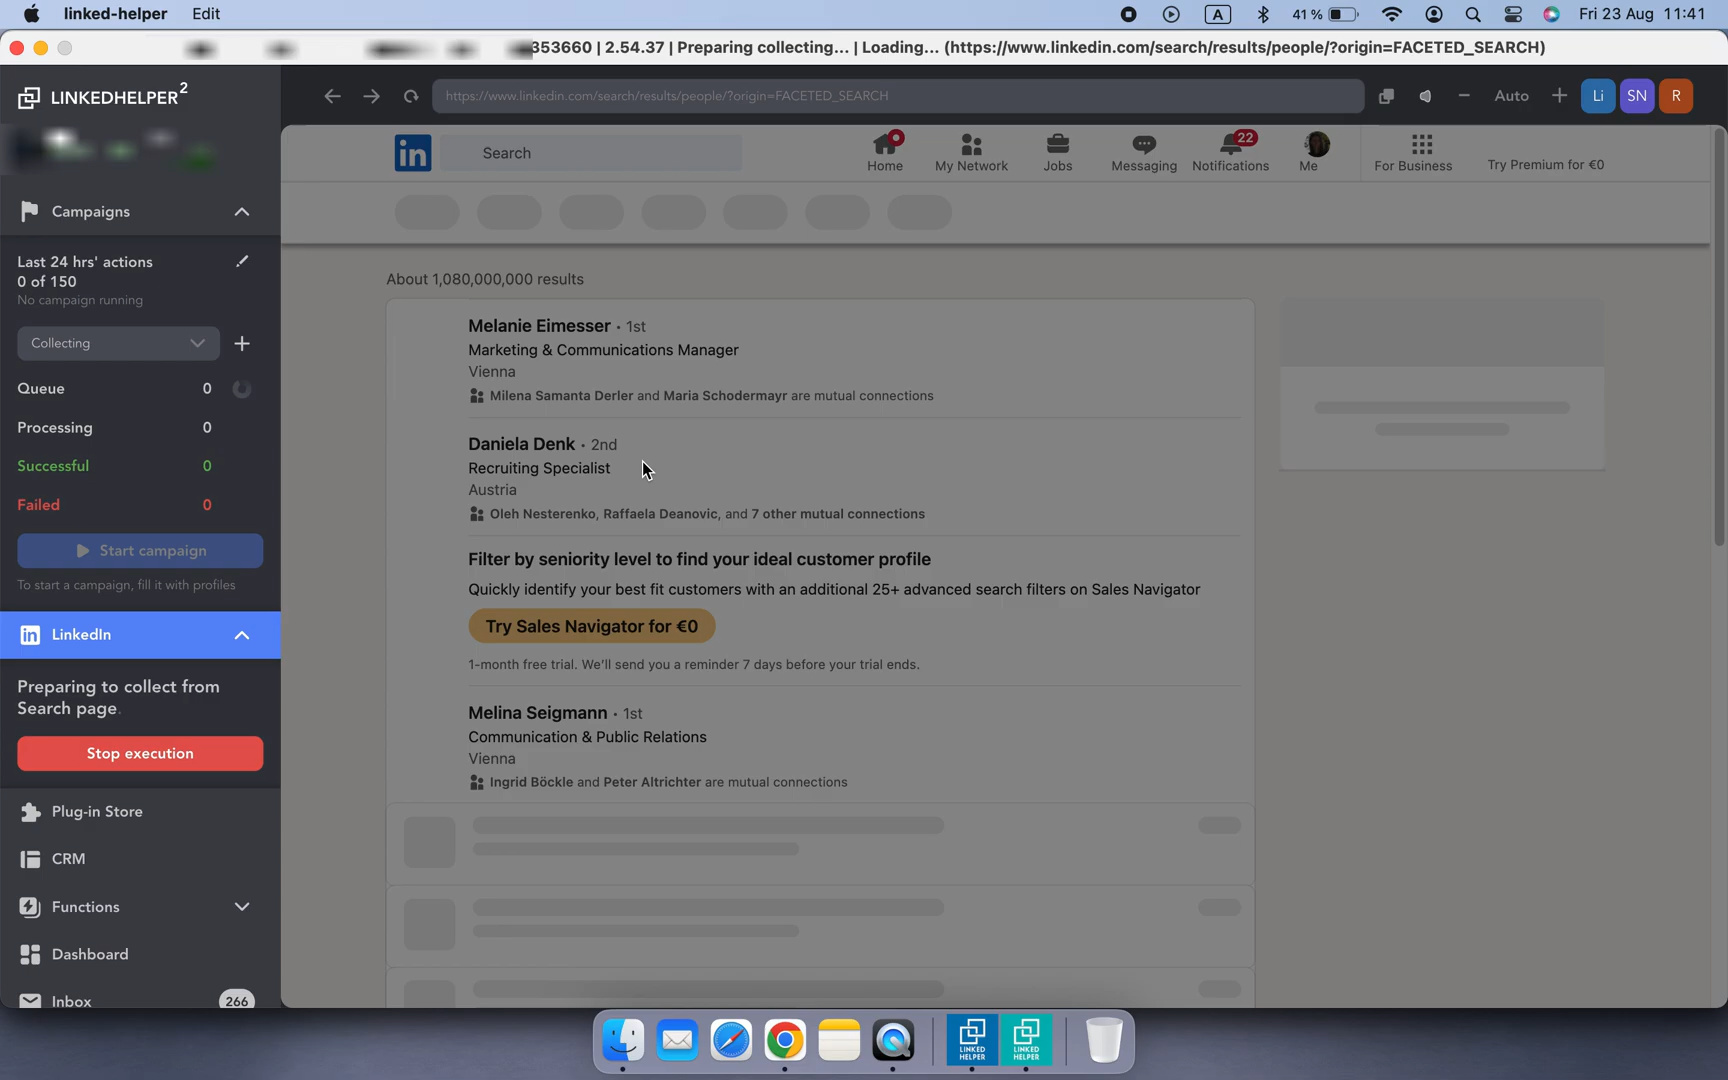 linked-helper Edit
A 41 % Fri 23 Aug 11:41
353660 | 2.54.37 | Preparing collecting... | Loading... (https://www.linkedin.com/search/results/people/?origin=FACETED_SEARCH)
LINKEDHELPER2
https://www.linkedin.com/search/results/people/?origin=FACETED_SEARCH
Auto Li SN R
in Search
Home My Network Jobs Messaging 22 Notifications Me For Business Try Premium for €0
Campaigns
Last 24 hrs' actions
0 of 150
No campaign running
Collecting
Queue 0
Processing 0
Successful 0
Failed 0
Start campaign
To start a campaign, fill it with profiles
in LinkedIn
Preparing to collect from
Search page.
Stop execution
Plug-in Store
CRM
Functions
Dashboard
Inbox 266
About 1,080,000,000 results
Melanie Eimesser • 1st
Marketing & Communications Manager
Vienna
Milena Samanta Derler and Maria Schodermayr are mutual connections
Daniela Denk • 2nd
Recruiting Specialist
Austria
Oleh Nesterenko, Raffaela Deanovic, and 7 other mutual connections
Filter by seniority level to find your ideal customer profile
Quickly identify your best fit customers with an additional 25+ advanced search filters on Sales Navigator
Try Sales Navigator for €0
1-month free trial. We'll send you a reminder 7 days before your trial ends.
Melina Seigmann • 1st
Communication & Public Relations
Vienna
Ingrid Böckle and Peter Altrichter are mutual connections
LINKED
HELPER
LINKED
HELPER